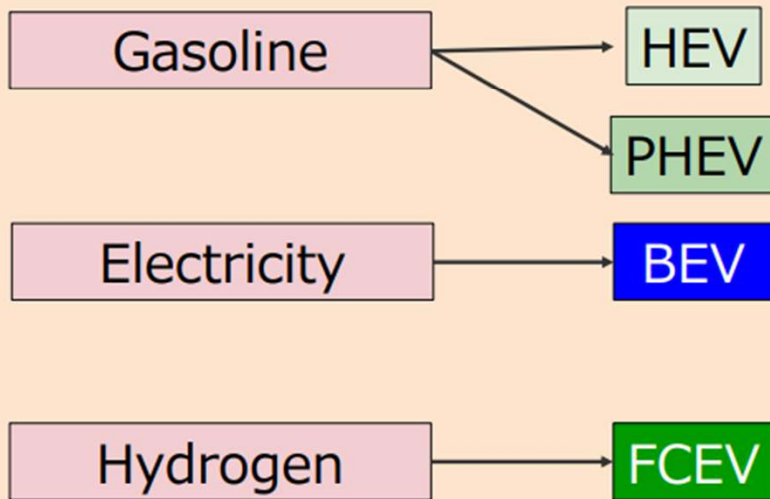 Gasoline
HEV
PHEV
Electricity
BEV
Hydrogen
FCEV